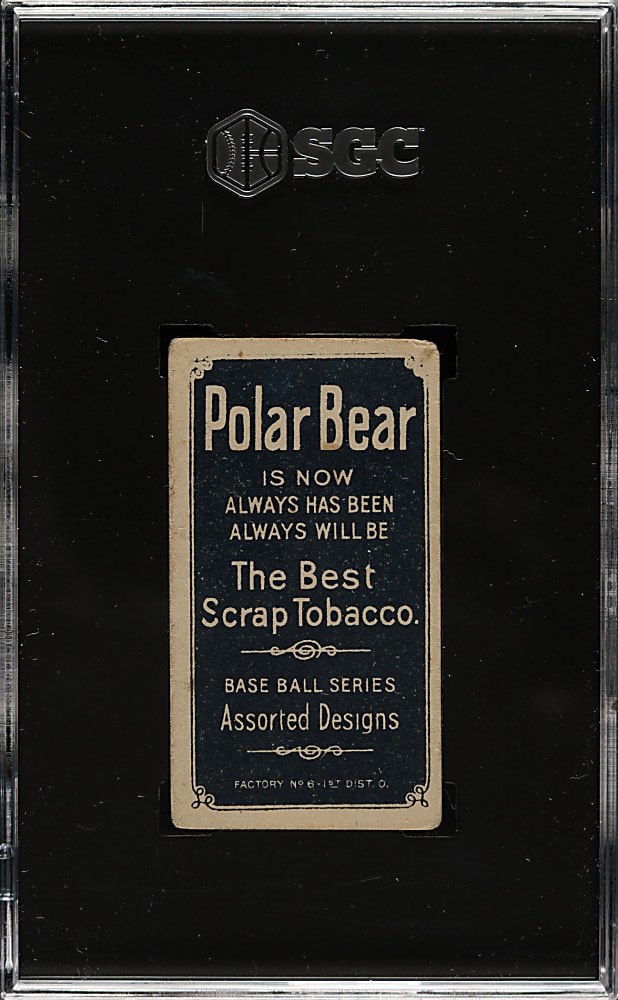 SGC
Polar Bear
IS NOW
ALWAYS HAS BEEN
ALWAYS WILL BE
The Best
Scrap Tobacco.
BASE BALL SERIES
Assorted Designs
FACTORY Nº 6 - 1ST DIST. O.